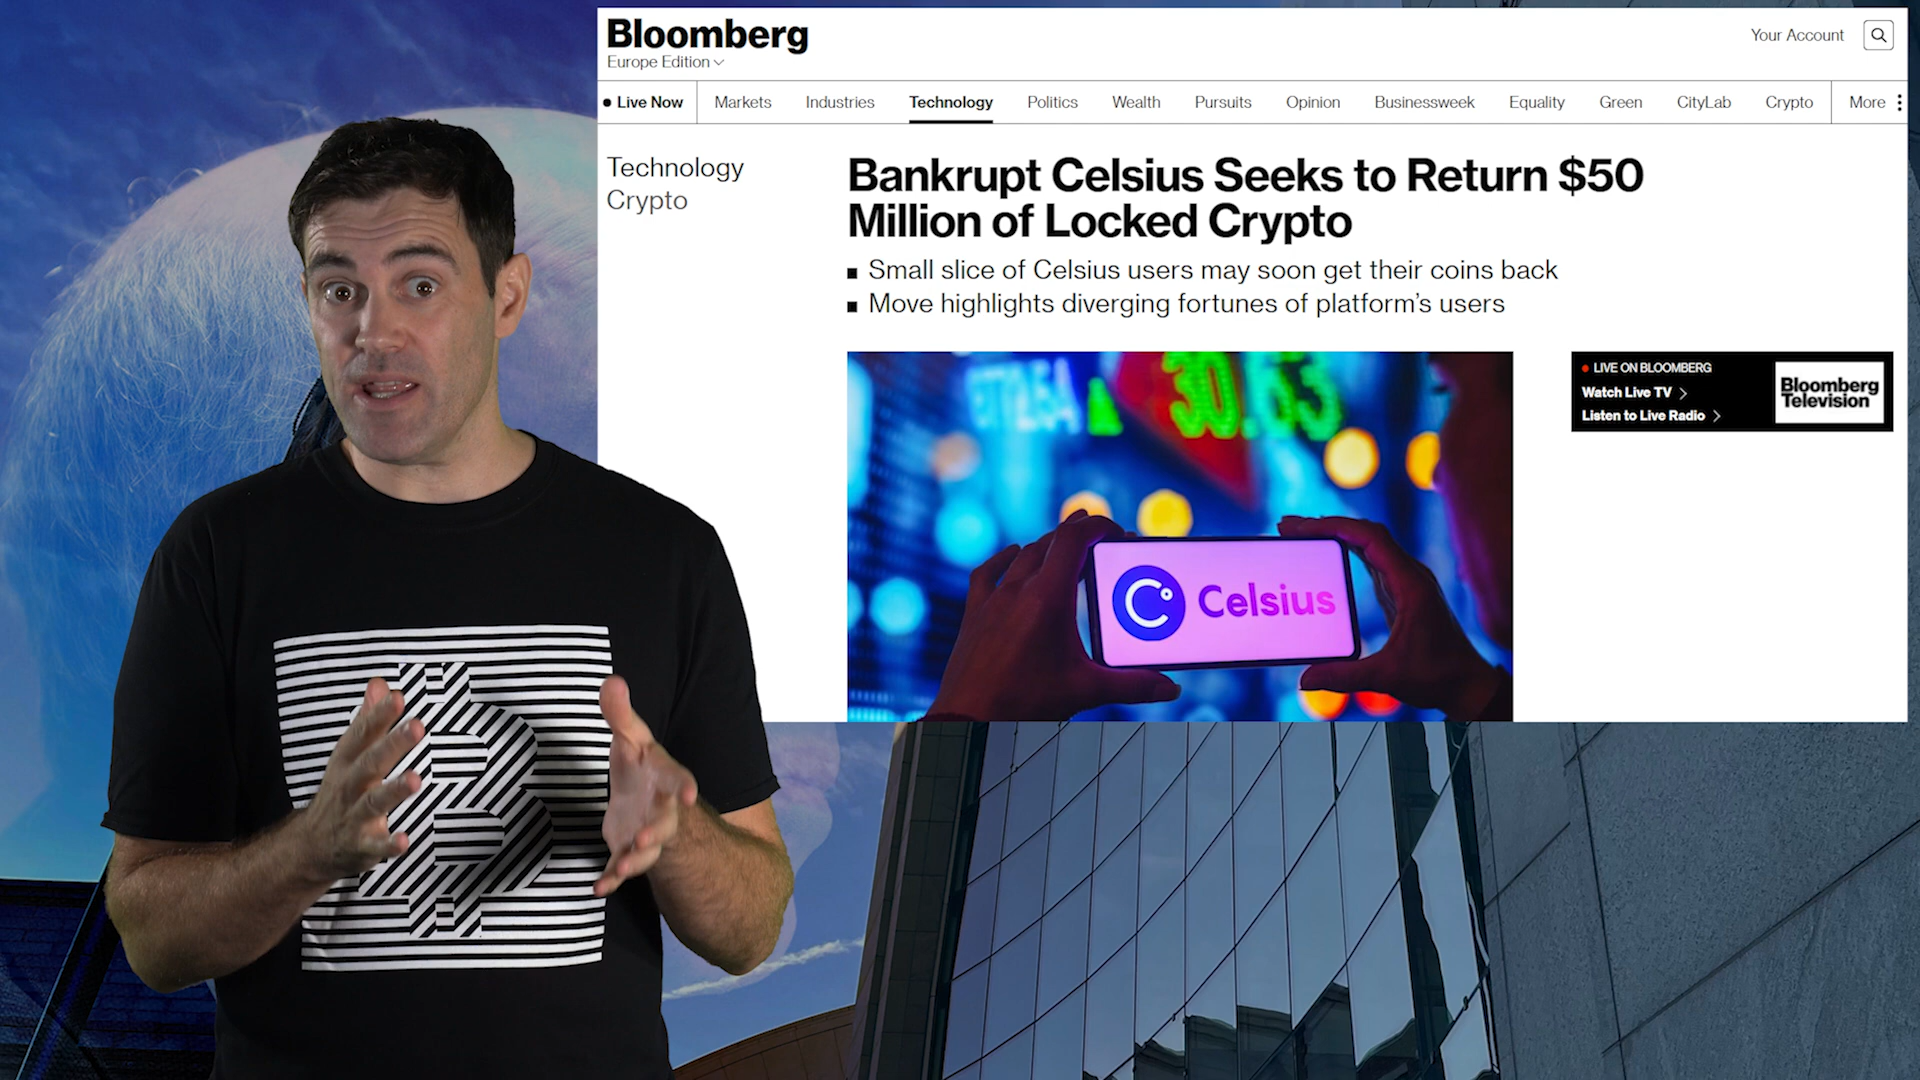 Bloomberg
Europe Edition
Your Account
Live Now
Markets
Industries
Technology
Politics
Wealth
Pursuits
Opinion
Businessweek
Equality
Green
CityLab
Crypto
More
Technology
Crypto
Bankrupt Celsius Seeks to Return $50
Million of Locked Crypto
Small slice of Celsius users may soon get their coins back
Move highlights diverging fortunes of platform's users
LIVE ON BLOOMBERG
Watch Live TV
Listen to Live Radio
Bloomberg
Television
30.63
Celsius